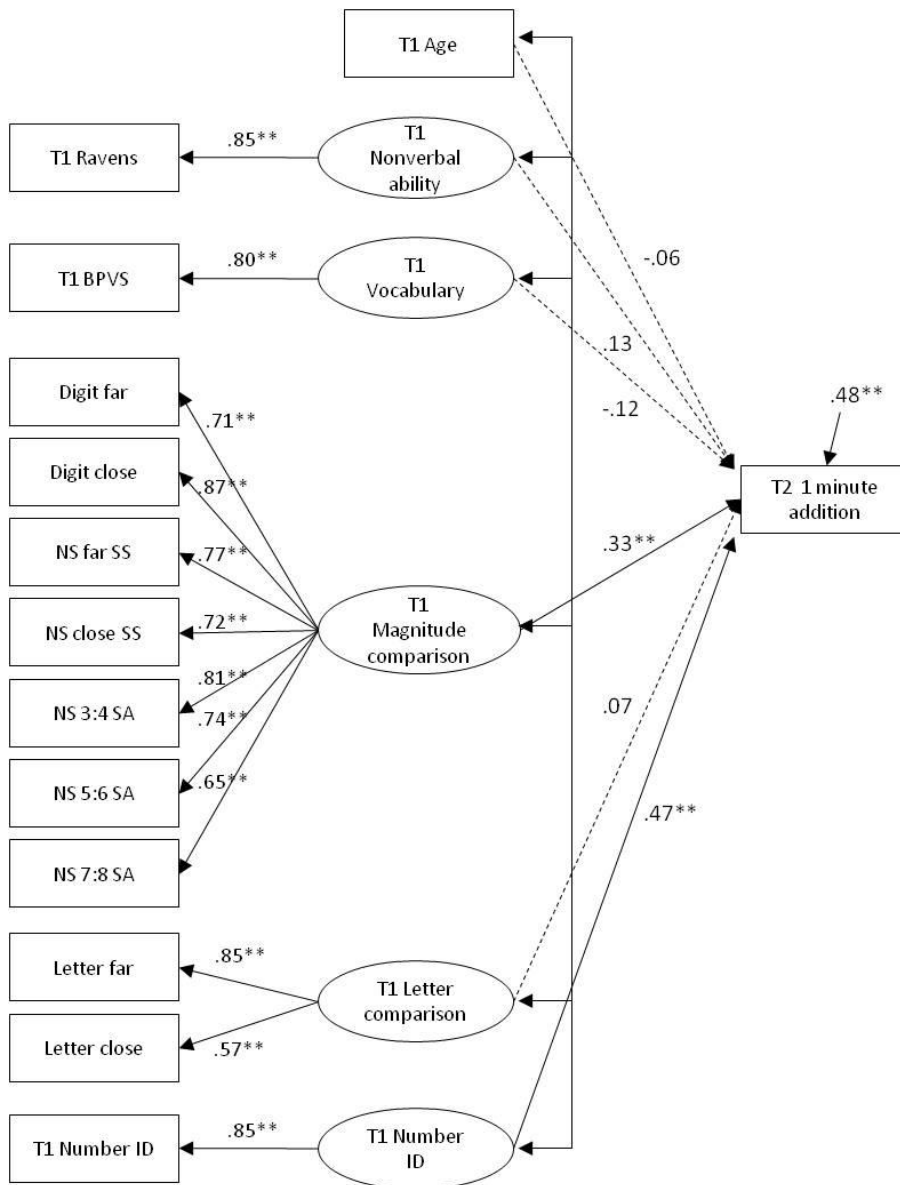 T1 Age
T1 Ravens
.85**
T1
Nonverbal
ability
T1 BPVS
.80**
T1
Vocabulary
-.06
.13
-.12
Digit far
.71**
Digit close
.87**
NS far SS
.77**
NS close SS
.72**
NS 3:4 SA
.81**
NS 5:6 SA
.74**
NS 7:8 SA
.65**
T1
Magnitude
comparison
.33**
.48**
T2 1 minute
addition
.07
.47**
Letter far
.85**
Letter close
.57**
T1 Letter
comparison
T1 Number ID
.85**
T1 Number
ID